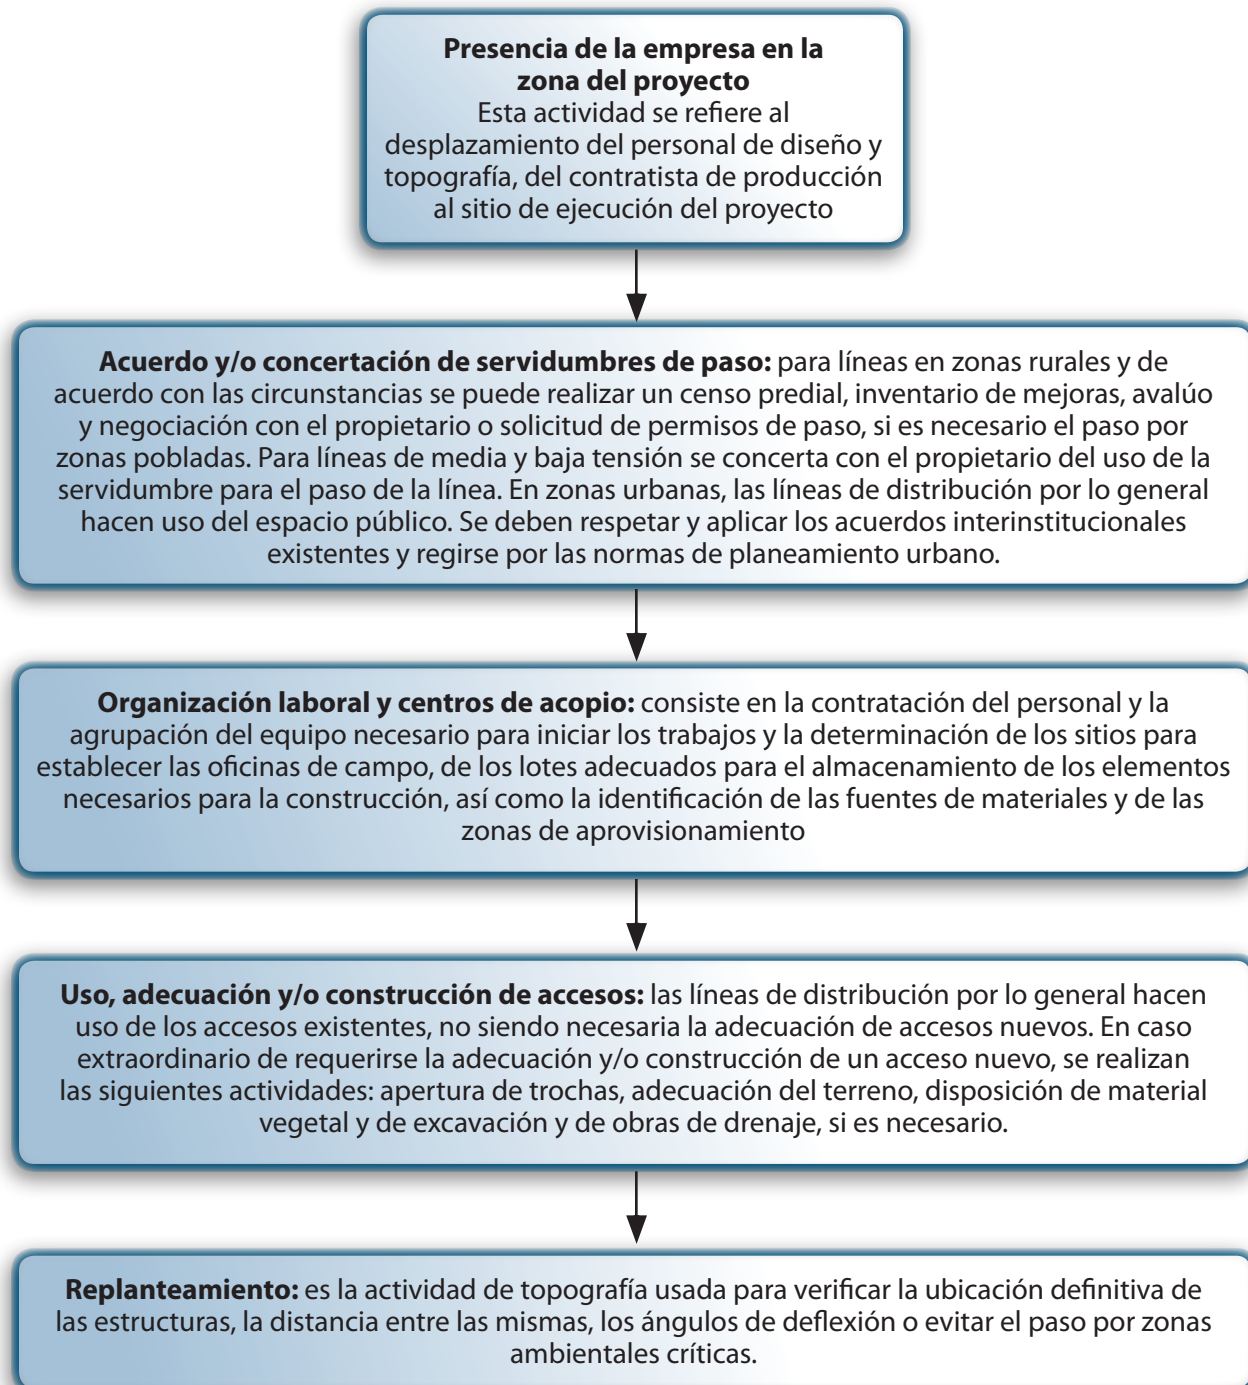 Presencia de la empresa en la
zona del proyecto
Esta actividad se refiere al
desplazamiento del personal de diseño y
topografía, del contratista de producción
al sitio de ejecución del proyecto
Acuerdo y/o concertación de servidumbres de paso: para líneas en zonas rurales y de
acuerdo con las circunstancias se puede realizar un censo predial, inventario de mejoras, avalúo
y negociación con el propietario o solicitud de permisos de paso, si es necesario el paso por
zonas pobladas. Para líneas de media y baja tensión se concerta con el propietario del uso de la
servidumbre para el paso de la línea. En zonas urbanas, las líneas de distribución por lo general
hacen uso del espacio público. Se deben respetar y aplicar los acuerdos interinstitucionales
existentes y regirse por las normas de planeamiento urbano.
Organización laboral y centros de acopio: consiste en la contratación del personal y la
agrupación del equipo necesario para iniciar los trabajos y la determinación de los sitios para
establecer las oficinas de campo, de los lotes adecuados para el almacenamiento de los elementos
necesarios para la construcción, así como la identificación de las fuentes de materiales y de las
zonas de aprovisionamiento
Uso, adecuación y/o construcción de accesos: las líneas de distribución por lo general hacen
uso de los accesos existentes, no siendo necesaria la adecuación de accesos nuevos. En caso
extraordinario de requerirse la adecuación y/o construcción de un acceso nuevo, se realizan
las siguientes actividades: apertura de trochas, adecuación del terreno, disposición de material
vegetal y de excavación y de obras de drenaje, si es necesario.
Replanteamiento: es la actividad de topografía usada para verificar la ubicación definitiva de
las estructuras, la distancia entre las mismas, los ángulos de deflexión o evitar el paso por zonas
ambientales críticas.